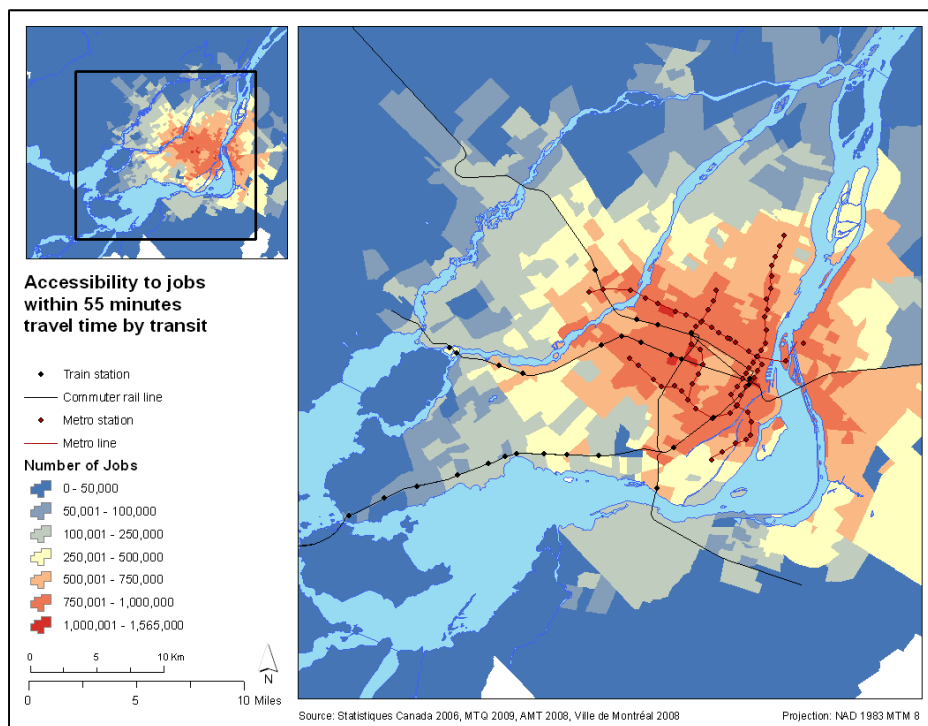 Accessibility to jobs
within 55 minutes
travel time by transit
Train station
Commuter rail line
Metro station
Metro line
Number of Jobs
0 - 50,000
50,001 - 100,000
100,001 - 250,000
250,001 - 500,000
500,001 - 750,000
750,001 - 1,000,000
1,000,001 - 1,565,000
0 5 10 Km
N
0 5 10 Miles
Source: Statistiques Canada 2006, MTQ 2009, AMT 2008, Ville de Montréal 2008
Projection: NAD 1983 MTM 8